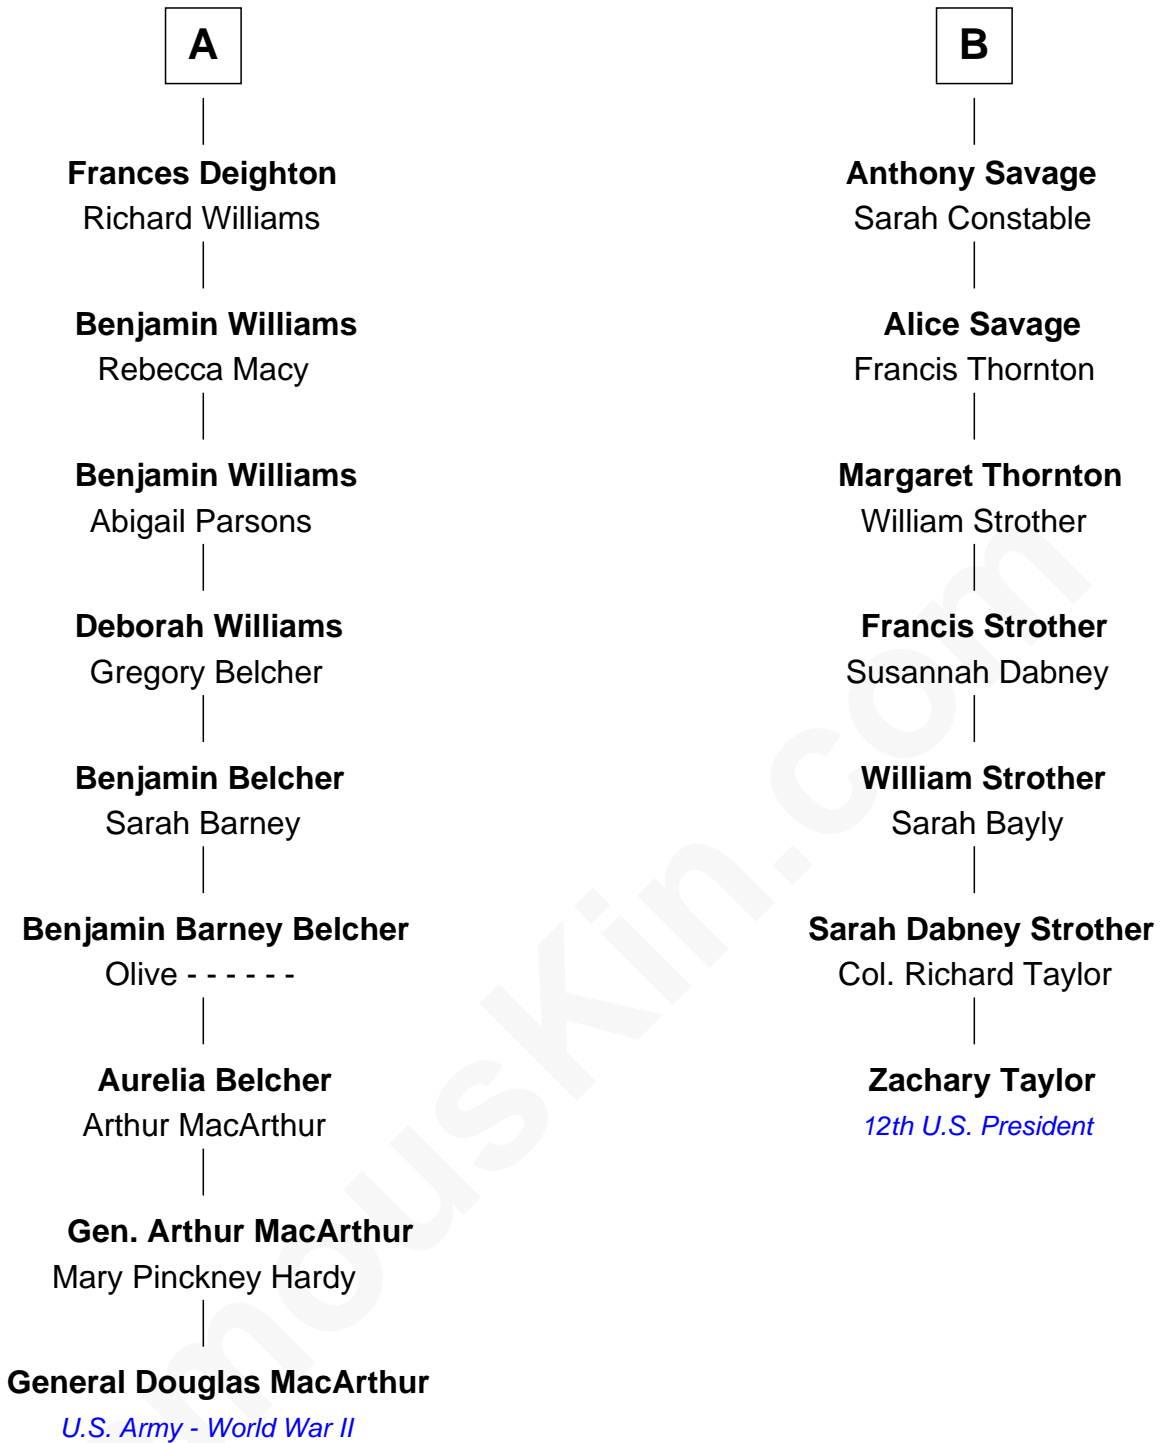 A
Frances Deighton
Richard Williams
Benjamin Williams
Rebecca Macy
Benjamin Williams
Abigail Parsons
Deborah Williams
Gregory Belcher
Benjamin Belcher
Sarah Barney
Benjamin Barney Belcher
Olive - - - - - -
Aurelia Belcher
Arthur MacArthur
Gen. Arthur MacArthur
Mary Pinckney Hardy
General Douglas MacArthur
U.S. Army - World War II
B
Anthony Savage
Sarah Constable
Alice Savage
Francis Thornton
Margaret Thornton
William Strother
Francis Strother
Susannah Dabney
William Strother
Sarah Bayly
Sarah Dabney Strother
Col. Richard Taylor
Zachary Taylor
12th U.S. President
mousKin.com